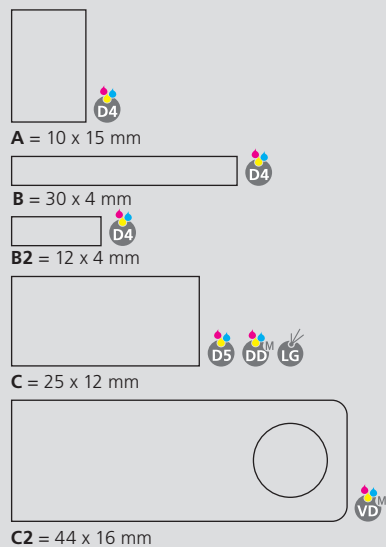 D4
A = 10 x 15 mm
D4
B = 30 x 4 mm
D4
B2 = 12 x 4 mm
D5 DD M LG
C = 25 x 12 mm
VD M
C2 = 44 x 16 mm